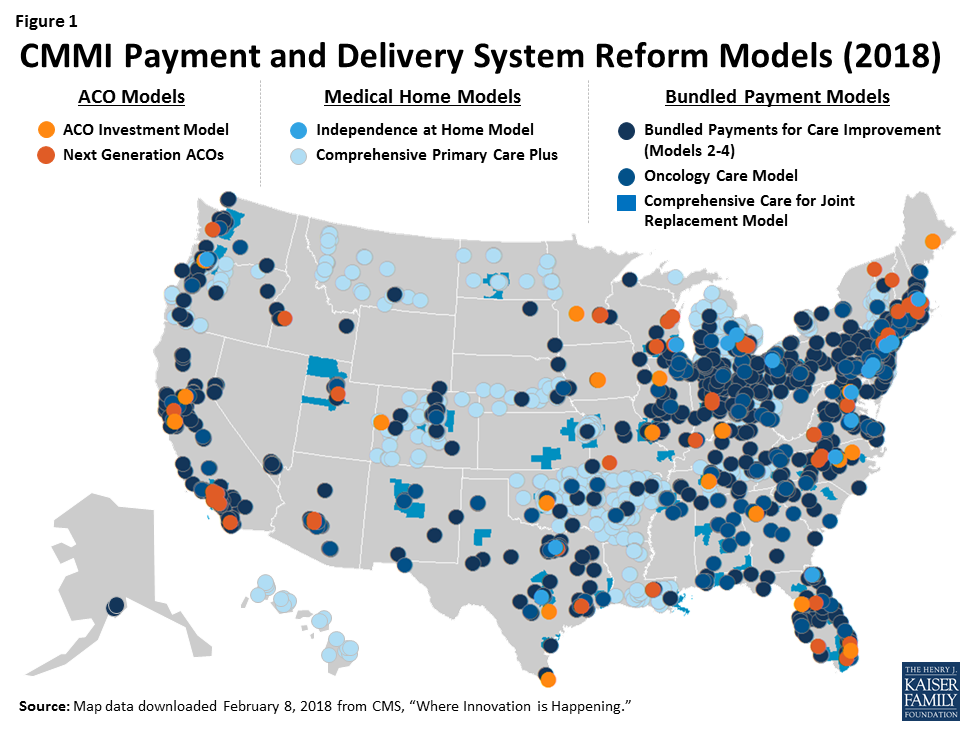 Figure 1
CMMI Payment and Delivery System Reform Models (2018)
ACO Models
ACO Investment Model
Next Generation ACOs
Medical Home Models
Independence at Home Model
Comprehensive Primary Care Plus
Bundled Payment Models
Bundled Payments for Care Improvement
(Models 2-4)
Oncology Care Model
Comprehensive Care for Joint
Replacement Model
Source: Map data downloaded February 8, 2018 from CMS, “Where Innovation is Happening.”
THE HENRY J.
KAISER
FAMILY
FOUNDATION